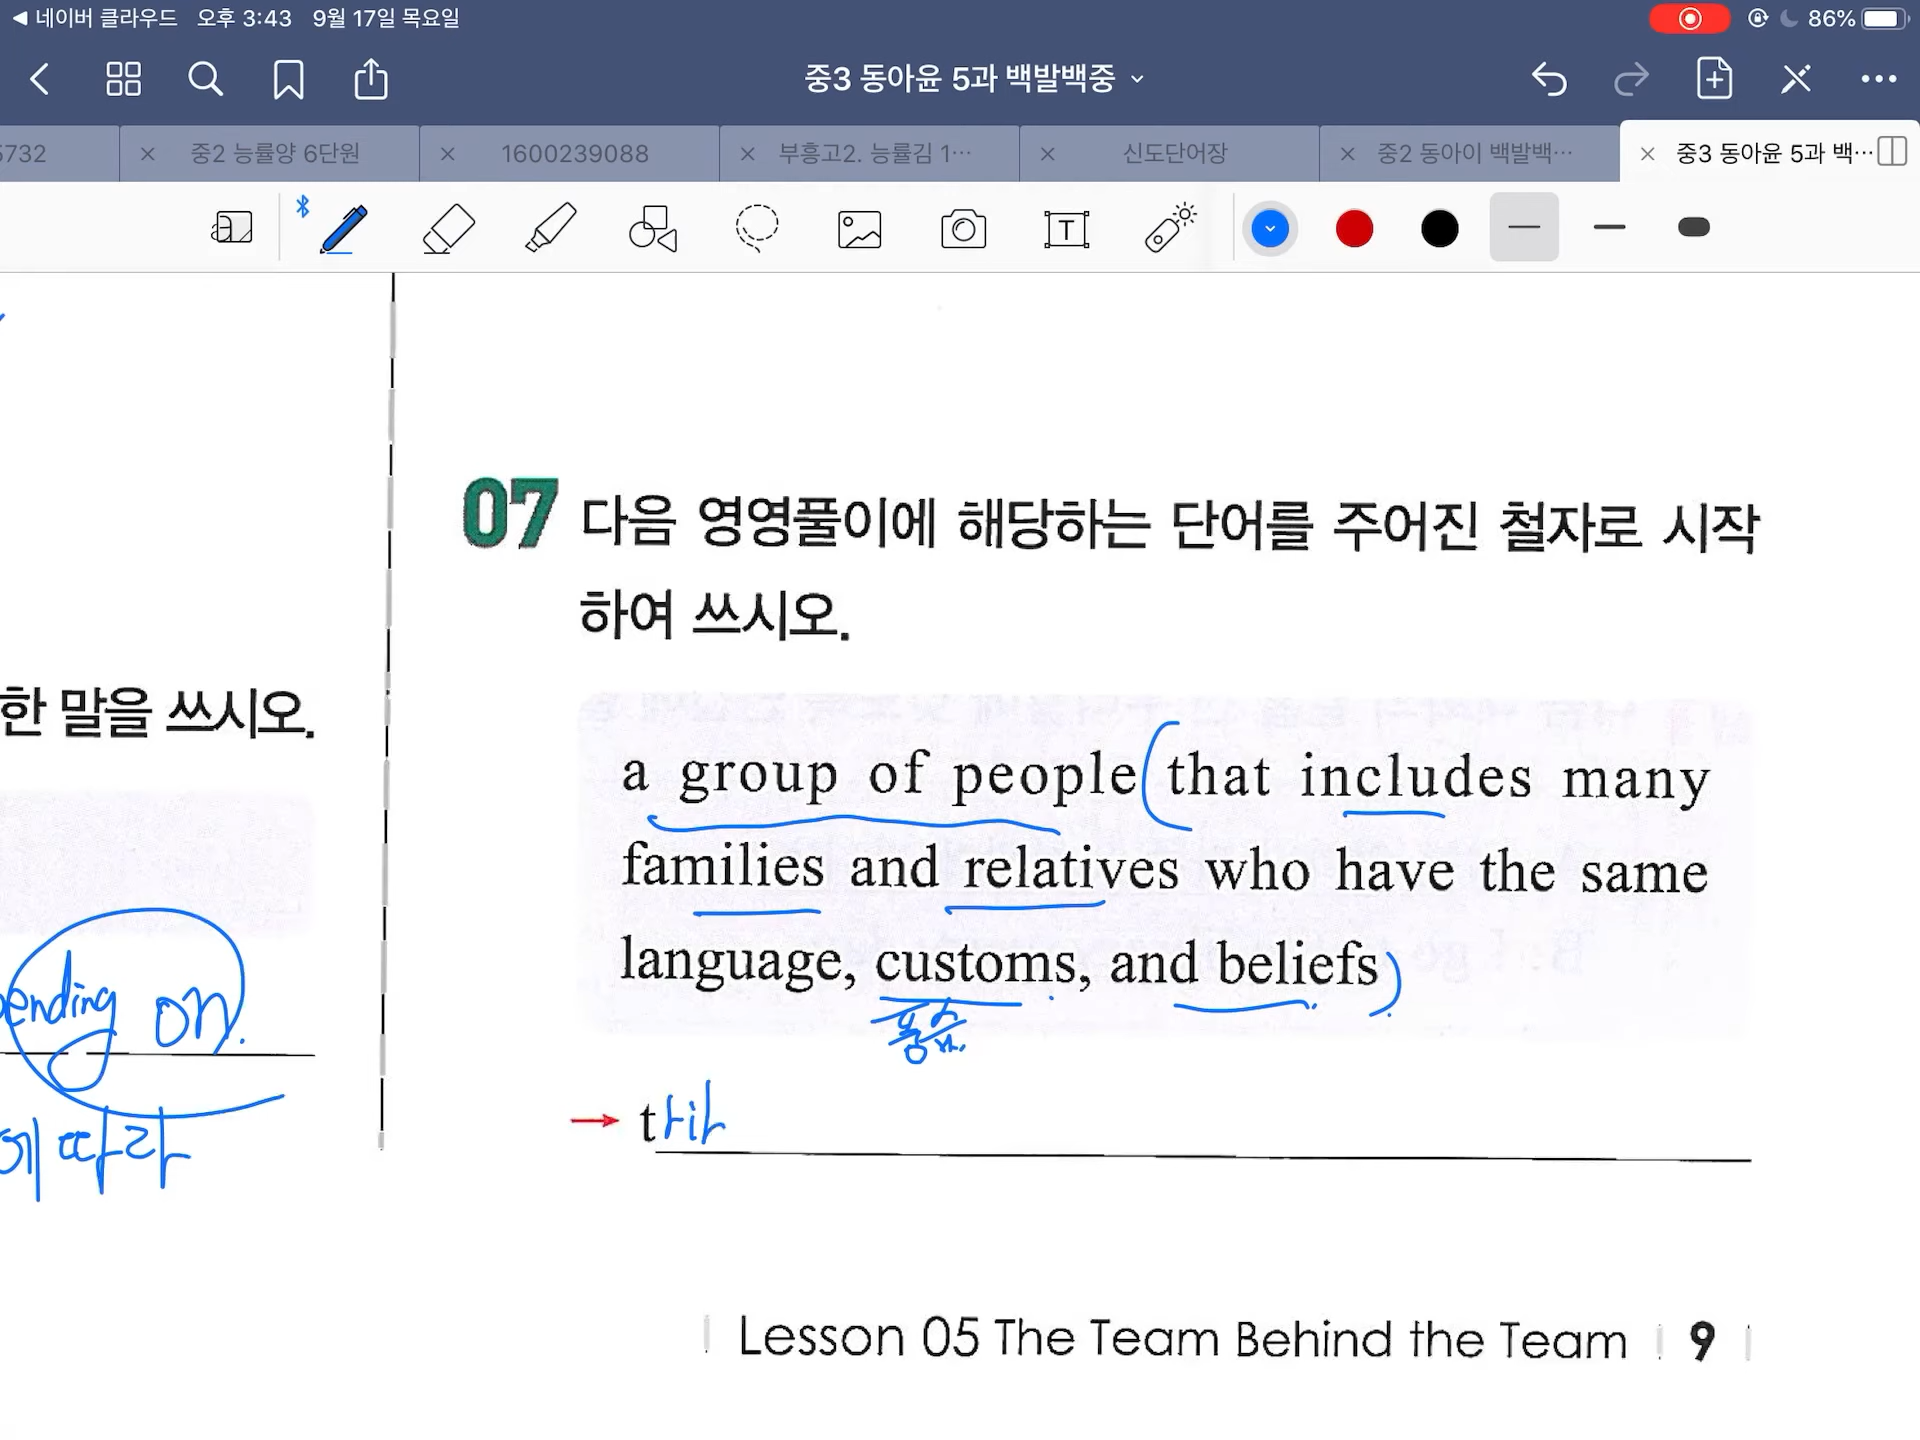 네이버 클라우드 오후 3:43 9월 17일 목요일
86%
중3 동아윤 5과 백발백중
5732
중2 능률양 6단원
1600239088
부흥고2. 능률김 1…
신도단어장
중2 동아이 백발백…
중3 동아윤 5과 백…
T
한 말을 쓰시오.
ending on.
에 따라
07 다음 영영풀이에 해당하는 단어를 주어진 철자로 시작
하여 쓰시오.
a group of people (that includes many
families and relatives who have the same
language, customs, and beliefs)
풍습
→ trib
Lesson 05 The Team Behind the Team | 9